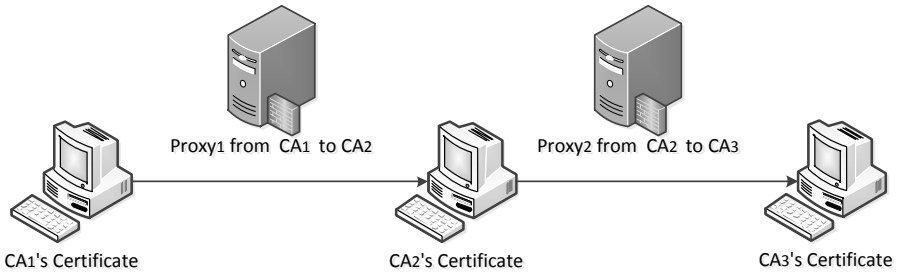 Proxy1 from CA1 to CA2
Proxy2 from CA2 to CA3
CA1's Certificate
CA2's Certificate
CA3's Certificate